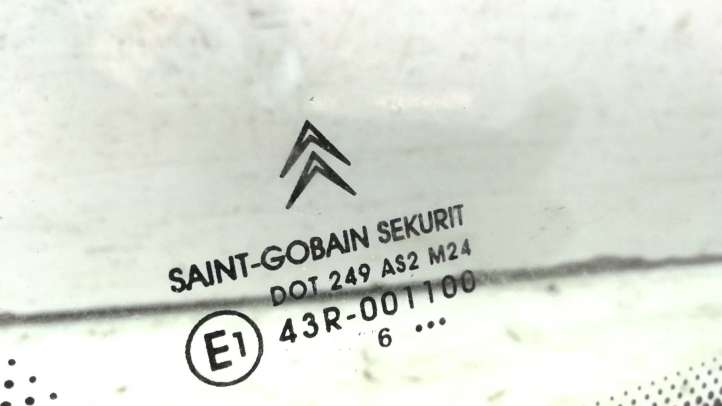 SAINT-GOBAIN SEKURIT
DOT 249 AS2 M24
E1 43R-001100
6 •••